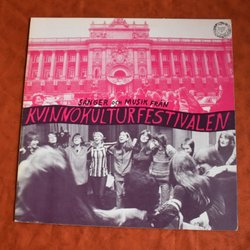 SÅNGER OCH MUSIK FRÅN
KVINNOKULTURFESTIVALEN